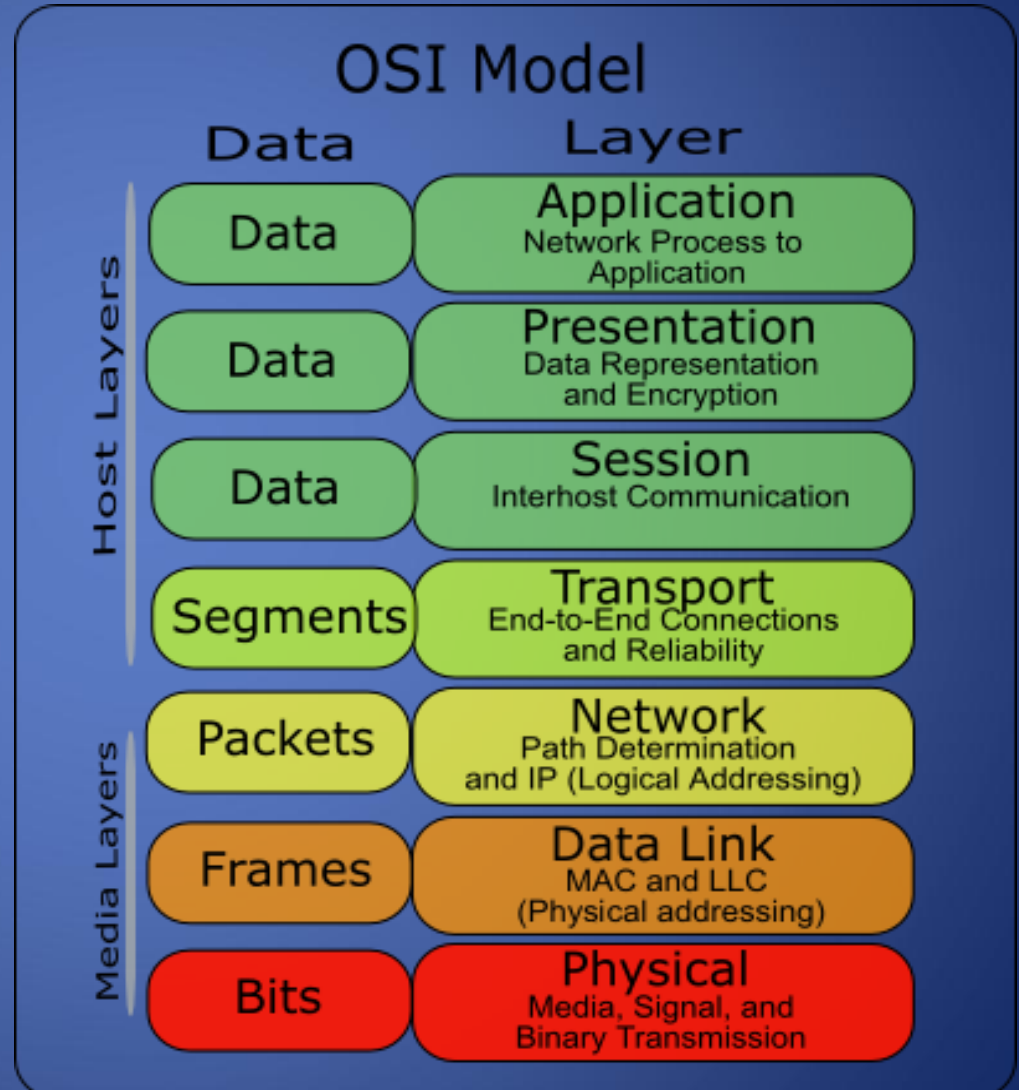 OSI Model
Data
Layer
Host Layers
Data
Application
Network Process to
Application
Data
Presentation
Data Representation
and Encryption
Data
Session
Interhost Communication
Segments
Transport
End-to-End Connections
and Reliability
Media Layers
Packets
Network
Path Determination
and IP (Logical Addressing)
Frames
Data Link
MAC and LLC
(Physical addressing)
Bits
Physical
Media, Signal, and
Binary Transmission